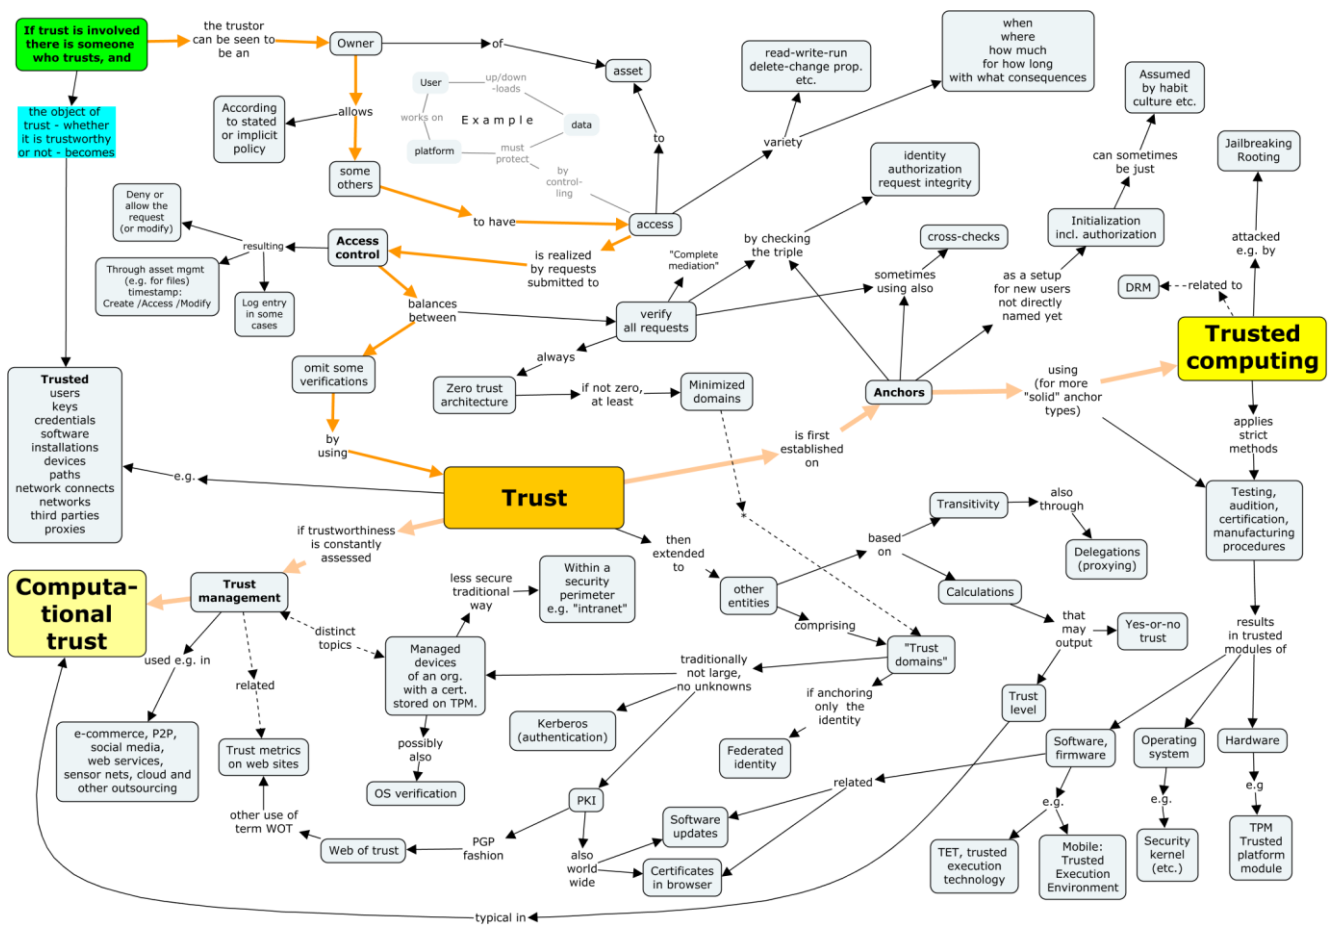 If trust is involved
there is someone
who trusts, and
the trustor
can be seen to
be an
Owner
of
asset
the object of
trust - whether
it is trustworthy
or not - becomes
According
to stated
or implicit
policy
allows
some
others
to have
access
to
User
up/down
-loads
works on
Example
data
platform
must
protect
by
control-
ling
read-write-run
delete-change prop.
etc.
when
where
how much
for how long
with what consequences
variety
identity
authorization
request integrity
Assumed
by habit
culture etc.
can sometimes
be just
Initialization
incl. authorization
Jailbreaking
Rooting
attacked
e.g. by
Deny or
allow the
request
(or modify)
resulting
Access
control
Through asset mgmt
(e.g. for files)
timestamp:
Create /Access /Modify
Log entry
in some
cases
is realized
by requests
submitted to
"Complete
mediation"
by checking
the triple
cross-checks
sometimes
using also
as a setup
for new users
not directly
named yet
DRM
related to
balances
between
verify
all requests
always
omit some
verifications
Zero trust
architecture
if not zero,
at least
Minimized
domains
Anchors
using
(for more
"solid" anchor
types)
Trusted
computing
Trusted
users
keys
credentials
software
installations
devices
paths
network connects
networks
third parties
proxies
e.g.
by
using
is first
established
on
applies
strict
methods
Trust
*
Testing,
audition,
certification,
manufacturing
procedures
if trustworthiness
is constantly
assessed
then
extended
to
Transitivity
also
through
based
on
Delegations
(proxying)
Computa-
tional
trust
Trust
management
less secure
traditional
way
Within a
security
perimeter
e.g. "intranet"
other
entities
Calculations
that
may
output
Yes-or-no
trust
results
in trusted
modules of
comprising
distinct
topics
used e.g. in
related
Managed
devices
of an org.
with a cert.
stored on TPM.
traditionally
not large,
no unknowns
"Trust
domains"
if anchoring
only the
identity
Trust
level
e-commerce, P2P,
social media,
web services,
sensor nets, cloud and
other outsourcing
Trust metrics
on web sites
possibly
also
OS verification
Kerberos
(authentication)
Federated
identity
Software,
firmware
Operating
system
Hardware
other use of
term WOT
Web of trust
PGP
fashion
PKI
also
world
wide
Software
updates
Certificates
in browser
related
e.g.
e.g.
e.g
TET, trusted
execution
technology
Mobile:
Trusted
Execution
Environment
Security
kernel
(etc.)
TPM
Trusted
platform
module
typical in